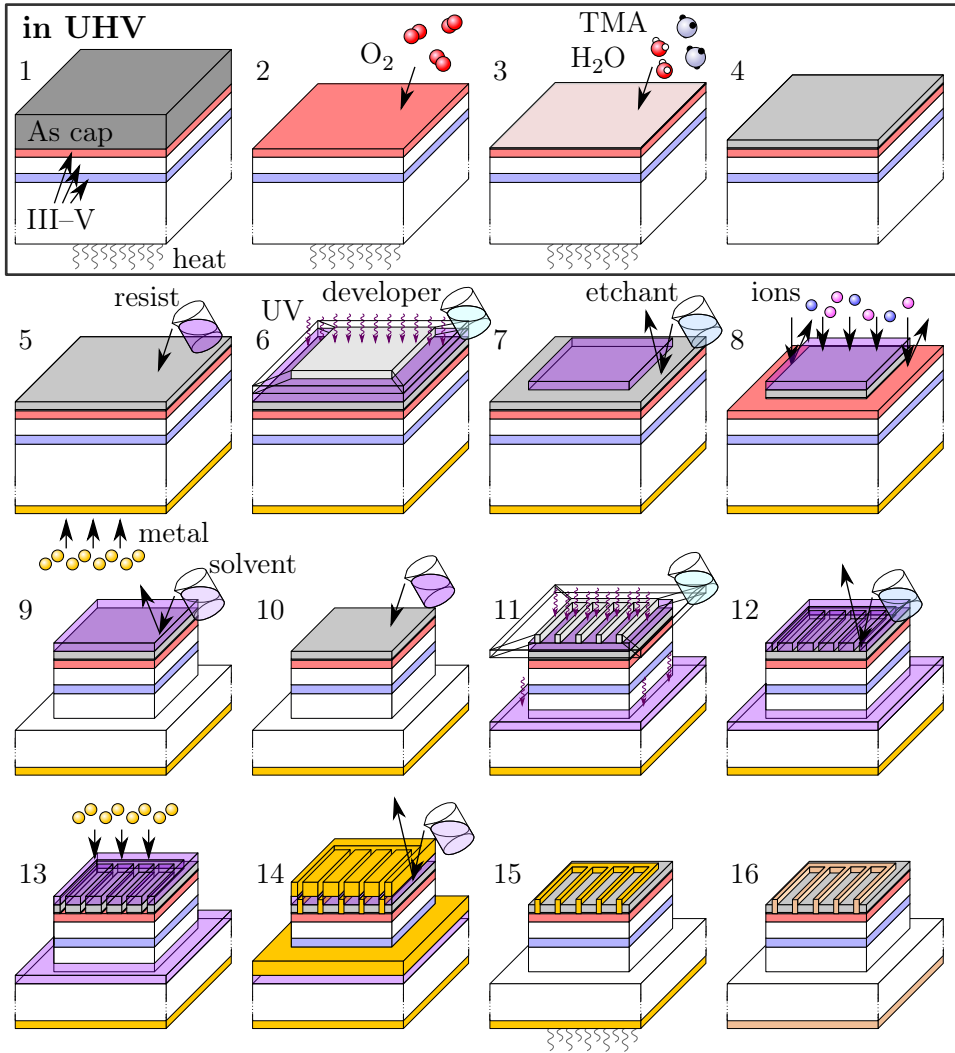 in UHV
1
As cap
III–V
heat
2
O₂
3
TMA
H₂O
4
5
resist
metal
6
UV
developer
7
etchant
8
ions
9
solvent
10
11
12
13
14
15
16